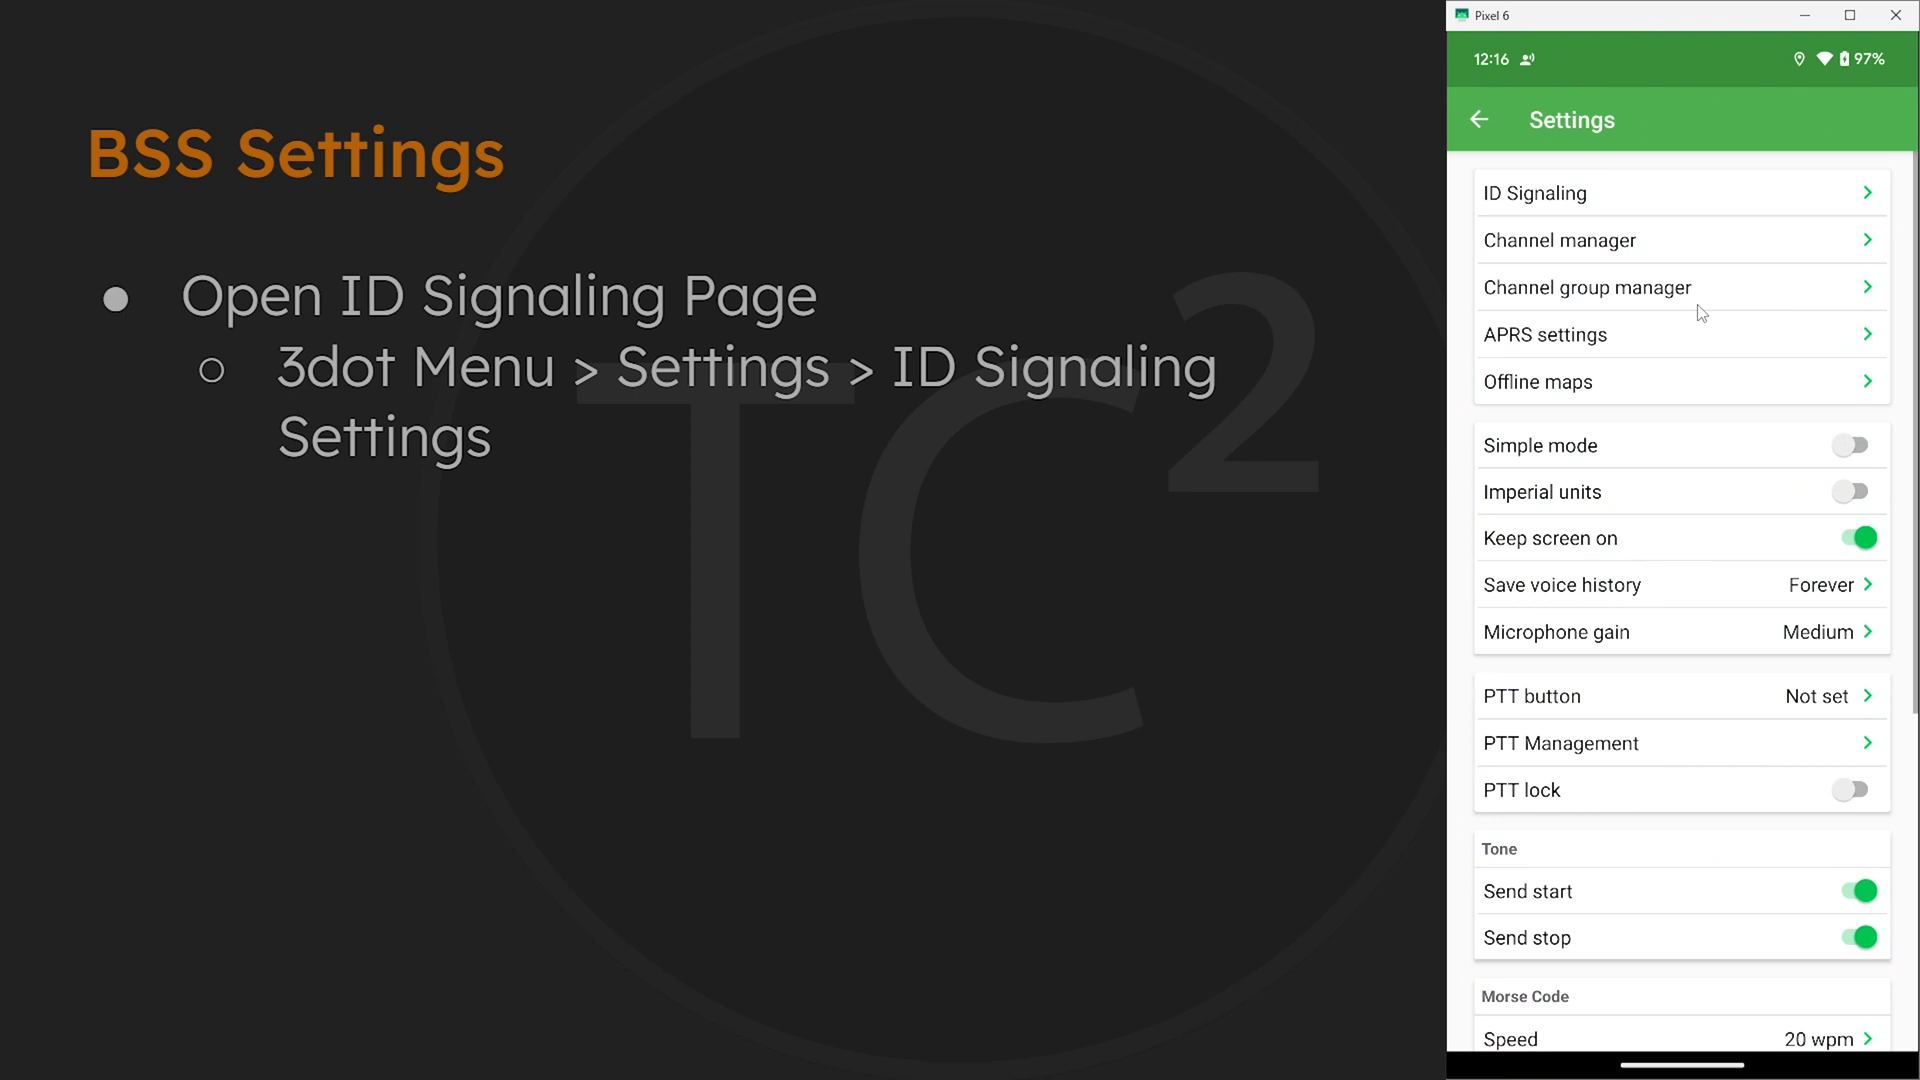 BSS Settings
● Open ID Signaling Page
○ 3dot Menu > Settings > ID Signaling
Settings
TC²
Pixel 6
12:16
97%
Settings
ID Signaling
Channel manager
Channel group manager
APRS settings
Offline maps
Simple mode
Imperial units
Keep screen on
Save voice history Forever
Microphone gain Medium
PTT button Not set
PTT Management
PTT lock
Tone
Send start
Send stop
Morse Code
Speed 20 wpm